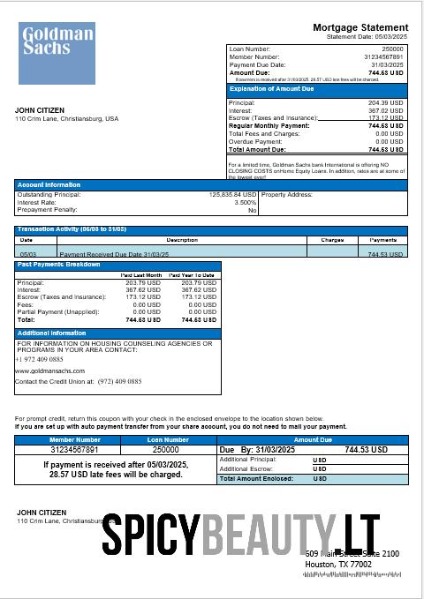 Goldman
Sachs
Mortgage Statement
Statement Date: 05/03/2025
Loan Number: 250000
Member Number: 31234567891
Payment Due Date: 31/03/2025
Amount Due: 744.53 USD
If payment is received after 31/03/2025, 28.57 USD late fees will be charged.
JOHN CITIZEN
110 Crim Lane, Christiansburg, USA
Explanation of Amount Due
Principal: 204.39 USD
Interest: 367.02 USD
Escrow (Taxes and Insurance): 173.12 USD
Regular Monthly Payment: 744.53 USD
Total Fees and Charges: 0.00 USD
Overdue Payment: 0.00 USD
Total Amount Due: 744.53 USD
For a limited time, Goldman Sachs bank International is offering NO
CLOSING COSTS on Home Equity Loans. In addition, rates are at some of
the lowest ever!
Account Information
Outstanding Principal: 125,835.84 USD Property Address:
Interest Rate: 3.500%
Prepayment Penalty: No
Date Description Charges Payments
05/03 Payment Received Due Date 31/03/25 744.53 USD
Past Payments Breakdown
Paid Last Month Paid Year To Date
Principal: 203.79 USD 203.79 USD
Interest: 367.62 USD 367.62 USD
Escrow (Taxes and Insurance): 173.12 USD 173.12 USD
Fees: 0.00 USD 0.00 USD
Partial Payment (Unapplied): 0.00 USD 0.00 USD
Total: 744.53 USD 744.53 USD
Additional Information
FOR INFORMATION ON HOUSING COUNSELING AGENCIES OR
PROGRAMS IN YOUR AREA CONTACT:
+1 972 409 0885
www.goldmansachs.com
Contact the Credit Union at: (972) 409 0885
For prompt credit, return this coupon with your check in the enclosed envelope to the location shown below.
If you are set up with auto payment transfer from your share account, you do not need to mail your payment.
Member Number Loan Number Amount Due
31234567891 250000 Due By: 31/03/2025 744.53 USD
If payment is received after 05/03/2025,
28.57 USD late fees will be charged.
Additional Principal: USD
Additional Escrow: USD
Total Amount Enclosed: USD
JOHN CITIZEN
110 Crim Lane, Christiansburg
SPICYBEAUTY.LT
609 Main Street Suite 2100
Houston, TX 77002